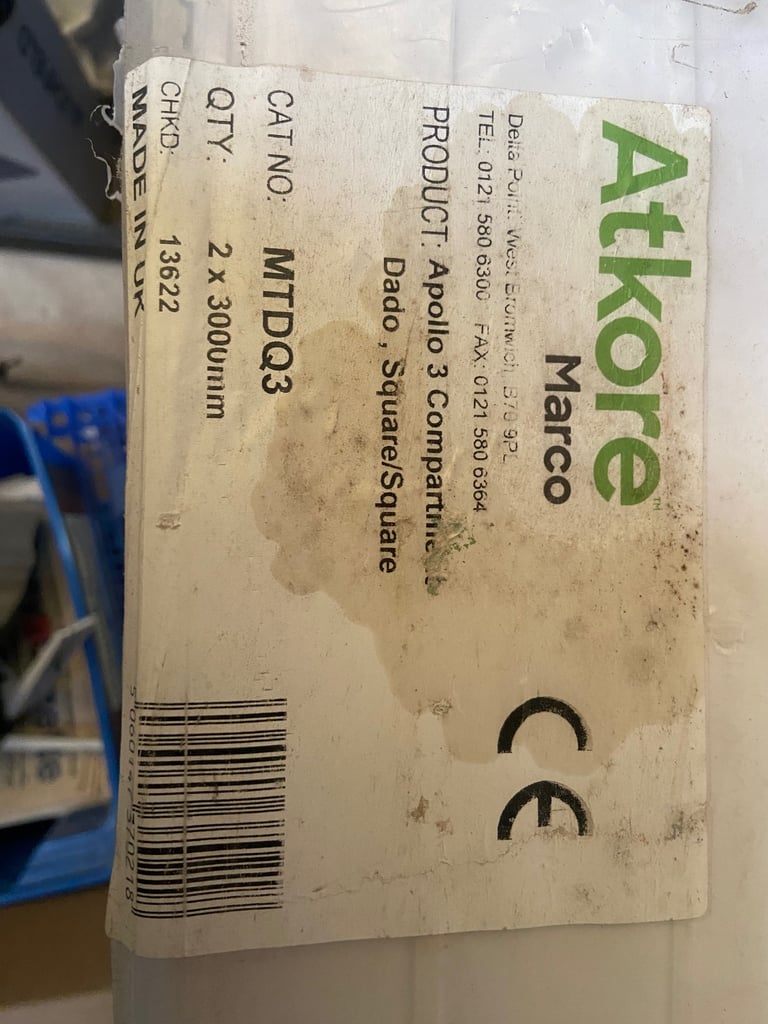 Atkore™
Marco
Delta Point, West Bromwich, B70 9PL
TEL: 0121 580 6300 FAX: 0121 580 6364
PRODUCT: Apollo 3 Compartment
Dado , Square/Square
CE
CAT NO: MTDQ3
QTY: 2 x 3000mm
CHKD: 13622
MADE IN UK